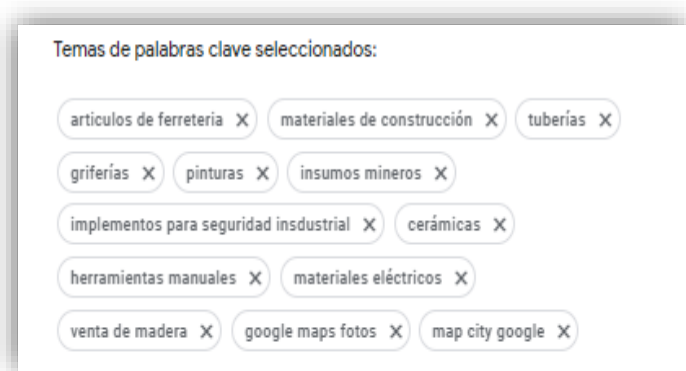 Temas de palabras clave seleccionados:
articulos de ferreteria X materiales de construcción X tuberías X
griferías X pinturas X insumos mineros X
implementos para seguridad insdustrial X cerámicas X
herramientas manuales X materiales eléctricos X
venta de madera X google maps fotos X map city google X